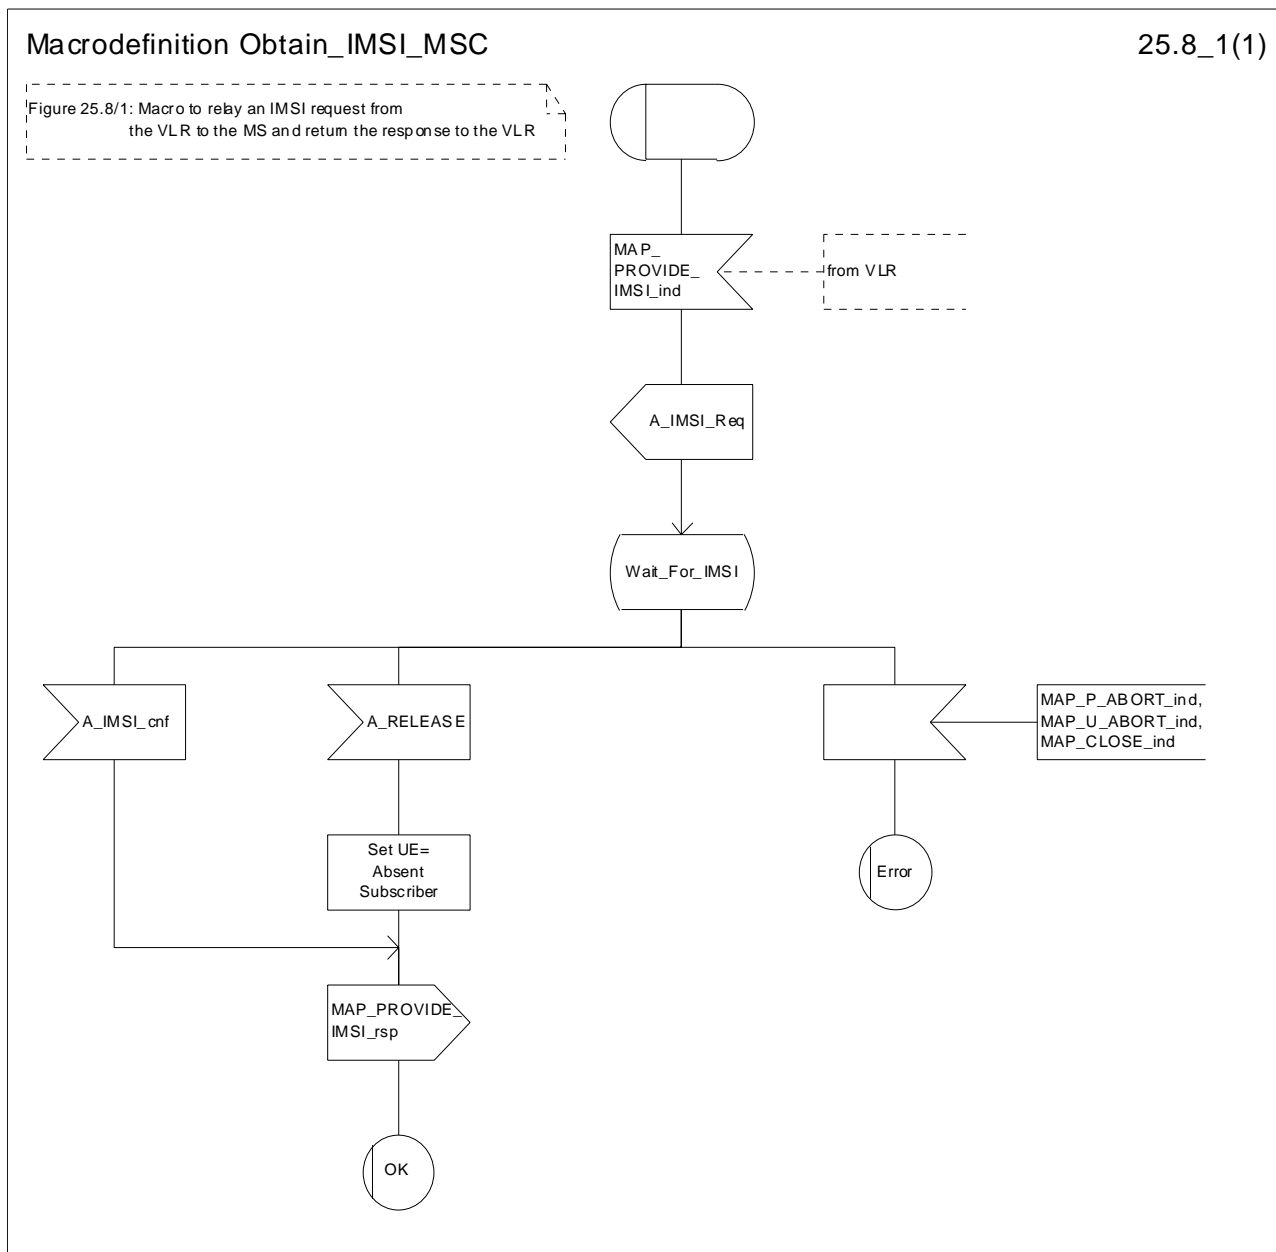 Macrodefinition Obtain_IMSI_MSC
25.8_1(1)
Figure 25.8/1: Macro to relay an IMSI request from
the VLR to the MS and return the response to the VLR
MAP_
PROVIDE_
IMSI_ind
from VLR
A_IMSI_Req
Wait_For_IMSI
A_IMSI_cnf
A_RELEASE
MAP_P_ABORT_ind,
MAP_U_ABORT_ind,
MAP_CLOSE_ind
Set UE=
Absent
Subscriber
Error
MAP_PROVIDE_
IMSI_rsp
OK